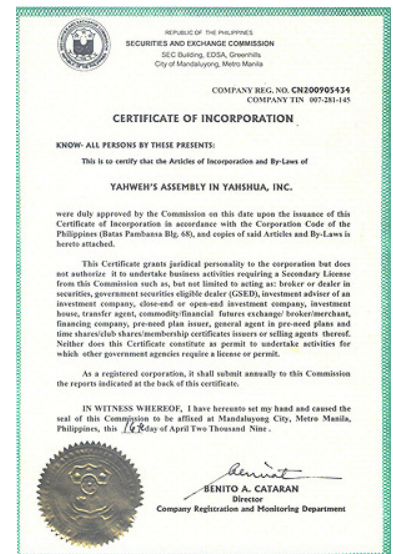 REPUBLIC OF THE PHILIPPINES
SECURITIES AND EXCHANGE COMMISSION
SEC Building, EDSA, Greenhills
City of Mandaluyong, Metro Manila
COMPANY REG. NO. CN200905434
COMPANY TIN 007-281-145
CERTIFICATE OF INCORPORATION
KNOW ALL PERSONS BY THESE PRESENTS:
This is to certify that the Articles of Incorporation and By-Laws of
YAHWEH'S ASSEMBLY IN YAHSHUA, INC.
were duly approved by the Commission on this date upon the issuance of this
Certificate of Incorporation in accordance with the Corporation Code of the
Philippines (Batas Pambansa Blg. 68), and copies of said Articles and By-Laws is
hereto attached.
This Certificate grants juridical personality to the corporation but does
not authorize it to undertake business activities requiring a Secondary License
from this Commission such as, but not limited to acting as: broker or dealer in
securities, government securities eligible dealer (GSED), investment adviser of an
investment company, close-end or open-end investment company, investment
house, transfer agent, commodity/financial futures exchange/ broker/merchant,
financing company, pre-need plan issuer, general agent in pre-need plans and
time shares/club shares/membership certificates issuers or selling agents thereof.
Neither does this Certificate constitute as permit to undertake activities for
which other government agencies require a license or permit.
As a registered corporation, it shall submit annually to this Commission
the reports indicated at the back of this certificate.
IN WITNESS WHEREOF, I have hereunto set my hand and caused the
seal of this Commission to be affixed at Mandaluyong City, Metro Manila,
Philippines, this 16th day of April Two Thousand Nine.
BENITO A. CATARAN
Director
Company Registration and Monitoring Department